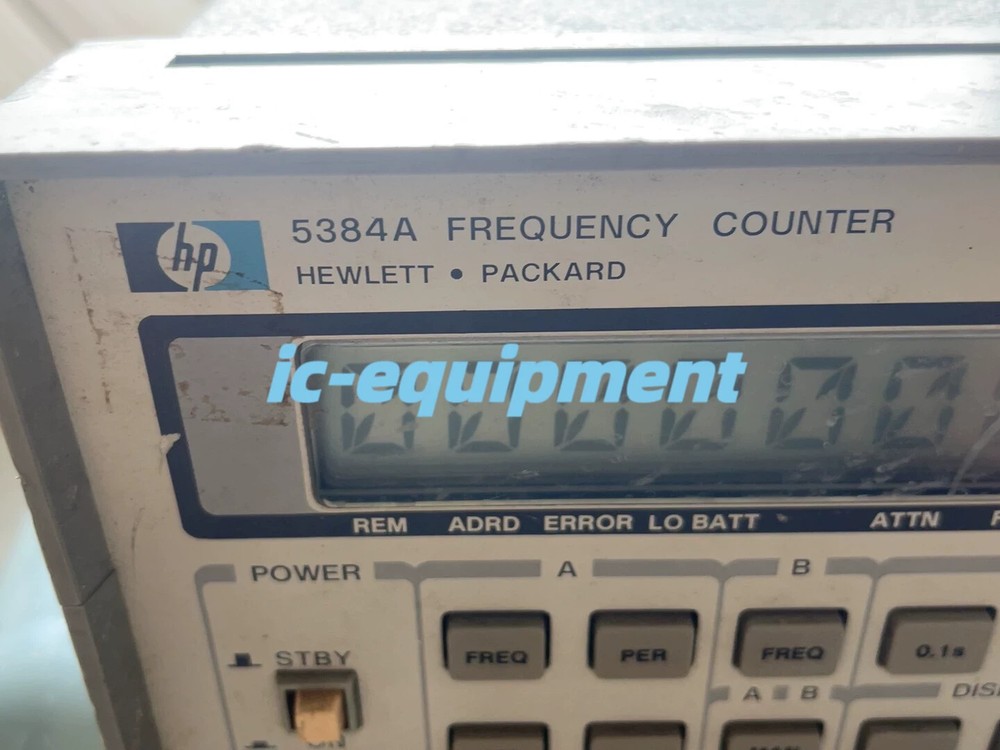 hp
5384A FREQUENCY COUNTER
HEWLETT • PACKARD
ic-equipment
REM ADRD ERROR LO BATT ATTN
POWER A B
FREQ PER FREQ 0.1s
STBY
A B
ON